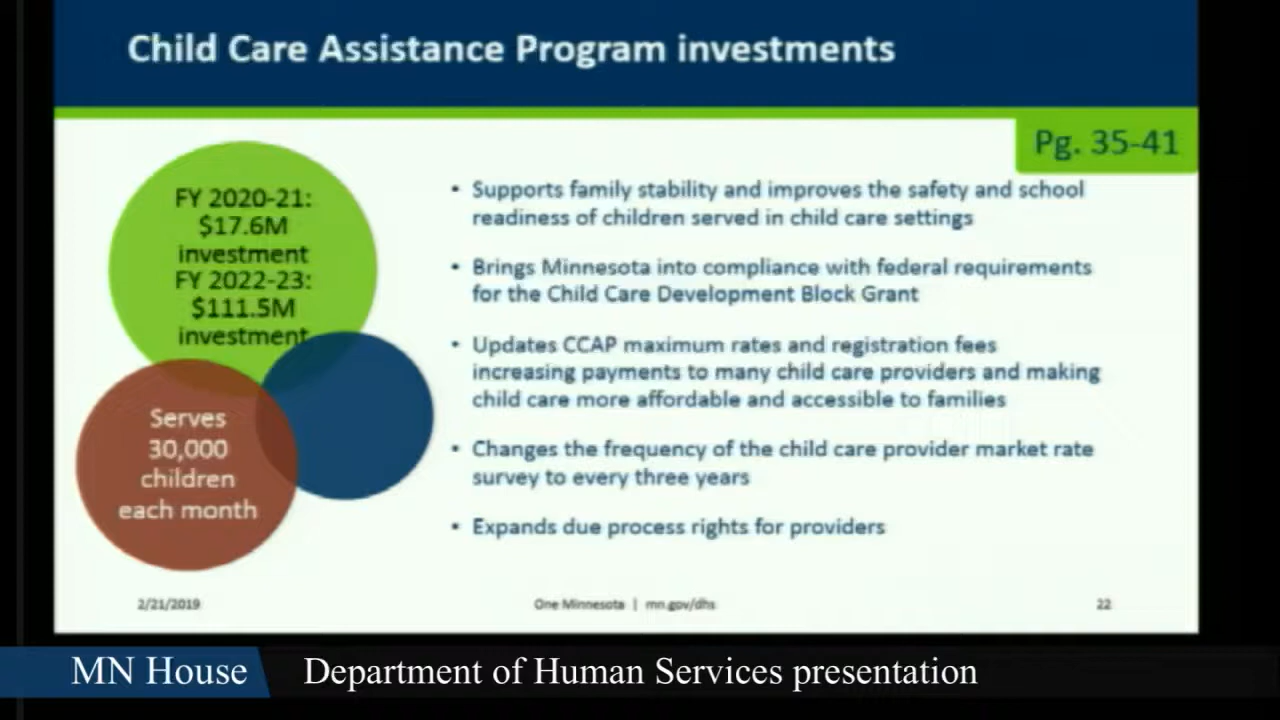 Child Care Assistance Program investments
Pg. 35-41
FY 2020-21:
$17.6M
investment
FY 2022-23:
$111.5M
investment
Serves
30,000
children
each month
• Supports family stability and improves the safety and school
readiness of children served in child care settings
• Brings Minnesota into compliance with federal requirements
for the Child Care Development Block Grant
• Updates CCAP maximum rates and registration fees
increasing payments to many child care providers and making
child care more affordable and accessible to families
• Changes the frequency of the child care provider market rate
survey to every three years
• Expands due process rights for providers
2/21/2019
One Minnesota | mn.gov/dhs
22
MN House
Department of Human Services presentation